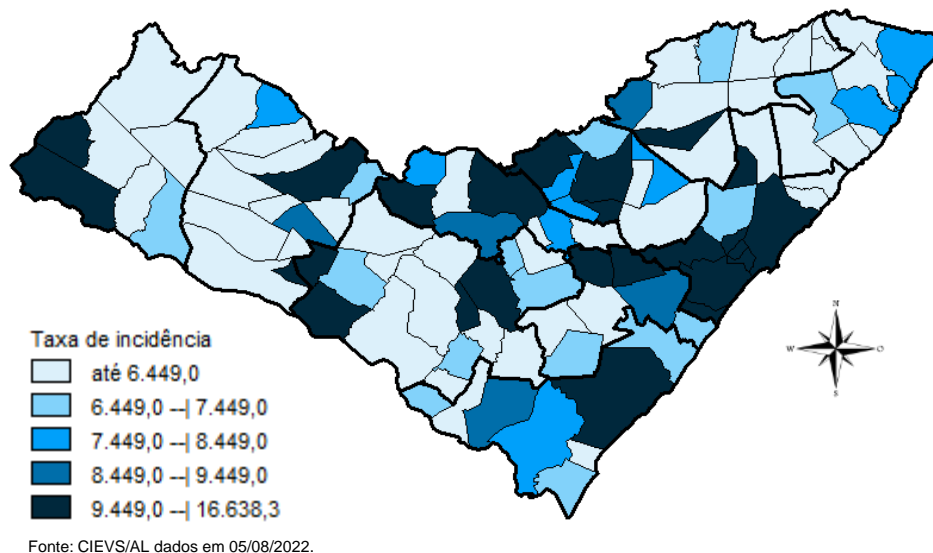 N
W
O
S
Taxa de incidência
até 6.449,0
6.449,0 --| 7.449,0
7.449,0 --| 8.449,0
8.449,0 --| 9.449,0
9.449,0 --| 16.638,3
Fonte: CIEVS/AL dados em 05/08/2022.